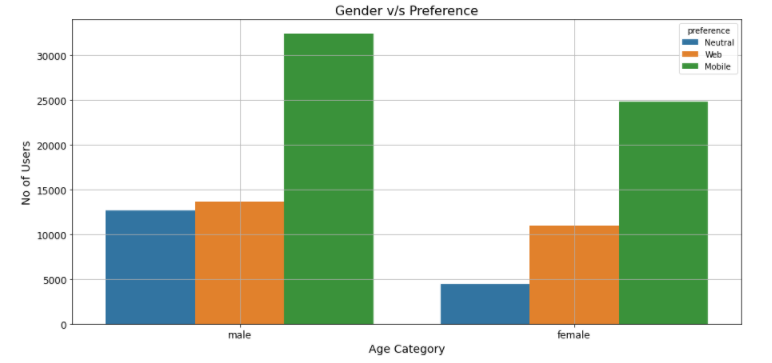 Gender v/s Preference
preference
Neutral
Web
Mobile
No of Users
30000
25000
20000
15000
10000
5000
0
male
female
Age Category